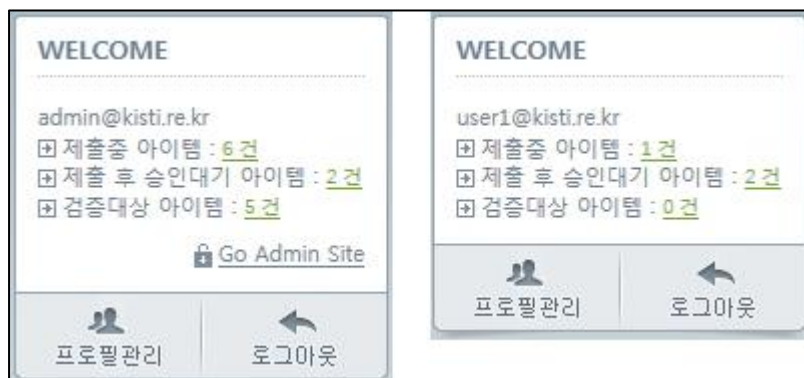 WELCOME
admin@kisti.re.kr
제출중 아이템 : 6 건
제출 후 승인대기 아이템 : 2 건
검증대상 아이템 : 5 건
Go Admin Site
프로필관리 로그아웃
WELCOME
user1@kisti.re.kr
제출중 아이템 : 1 건
제출 후 승인대기 아이템 : 2 건
검증대상 아이템 : 0 건
프로필관리 로그아웃